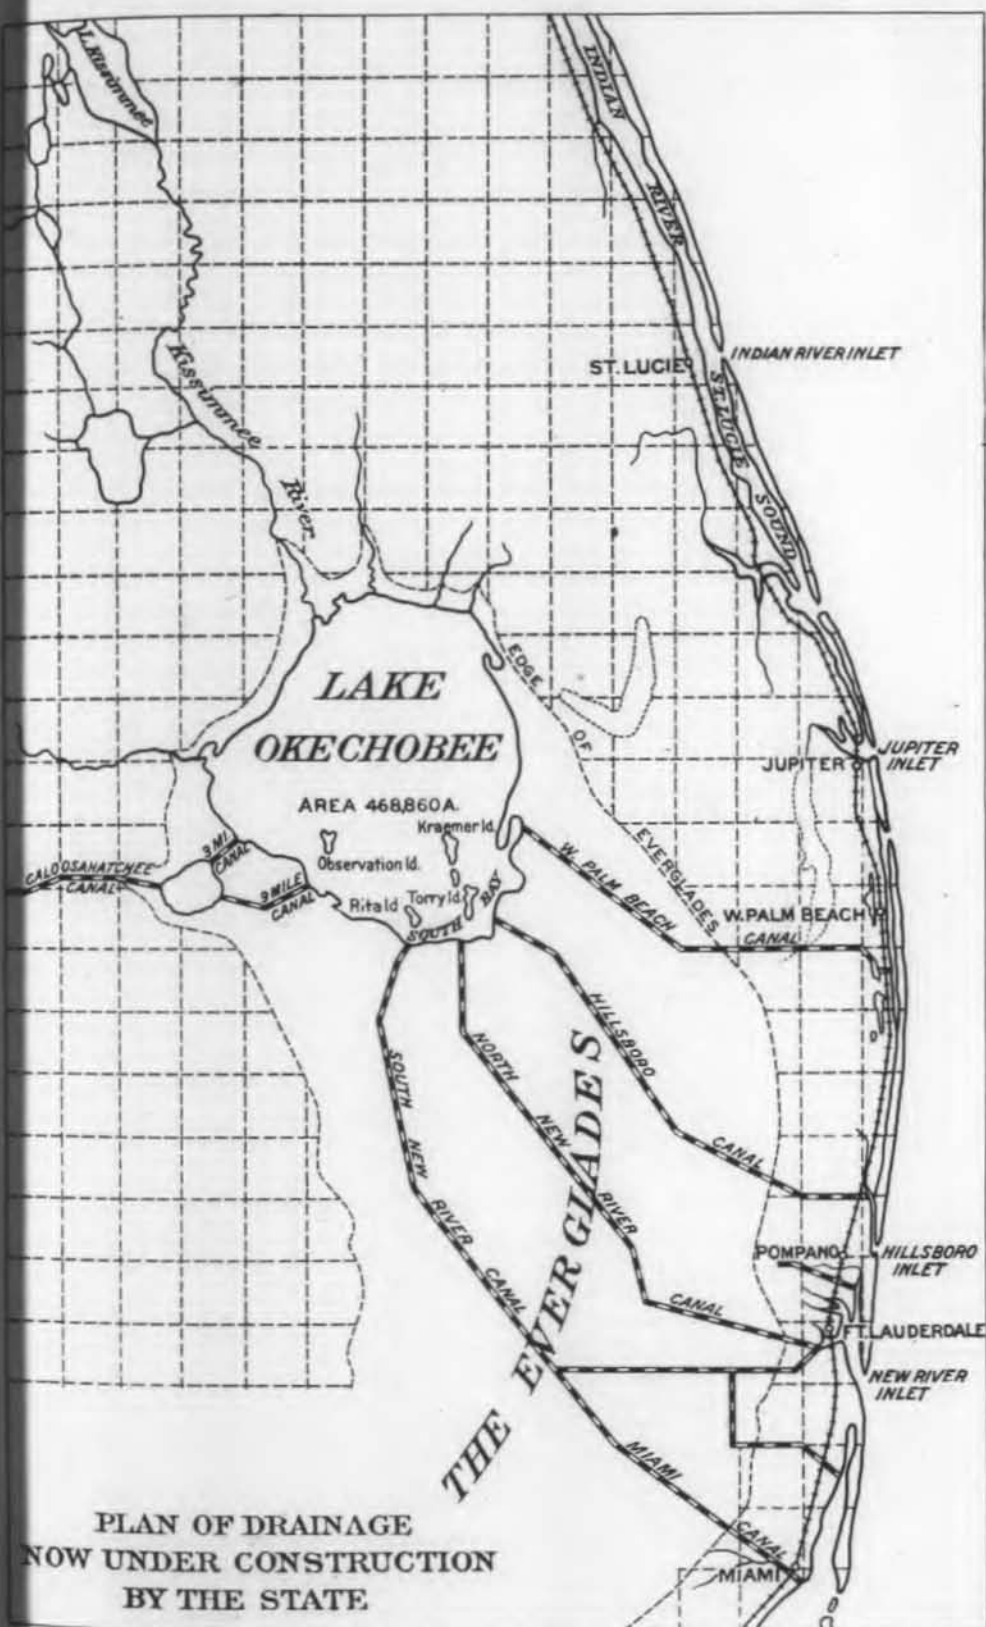 L. Kissimmee
INDIAN
RIVER
INDIAN RIVER INLET
ST. LUCIE
ST. LUCIE
SOUND
Kissimmee
River
EDGE
OF
EVERGLADES
LAKE
OKECHOBEE
AREA 468,860A.
Kraemer Id.
Observation Id.
Torry Id.
Rita Id
SOUTH BAY
JUPITER
JUPITER
INLET
3 MI.
CANAL
CALOOSAHATCHEE
CANAL
9 MILE
CANAL
W. PALM BEACH
CANAL
W. PALM BEACH
HILLSBORO
CANAL
NORTH
NEW
RIVER
CANAL
SOUTH
NEW
RIVER
CANAL
THE EVERGLADES
POMPANO
HILLSBORO
INLET
FT. LAUDERDALE
NEW RIVER
INLET
MIAMI
CANAL
MIAMI
PLAN OF DRAINAGE
NOW UNDER CONSTRUCTION
BY THE STATE